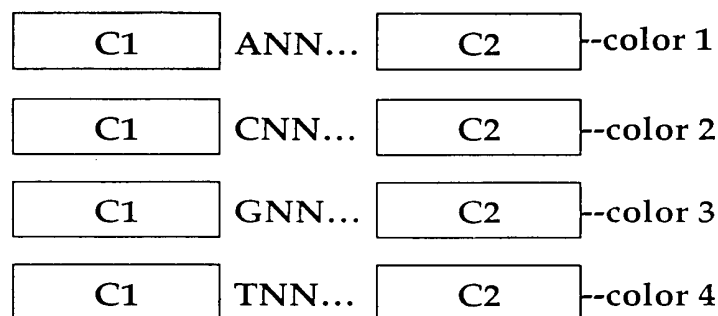 C1 ANN... C2 --color 1
C1 CNN... C2 --color 2
C1 GNN... C2 --color 3
C1 TNN... C2 --color 4